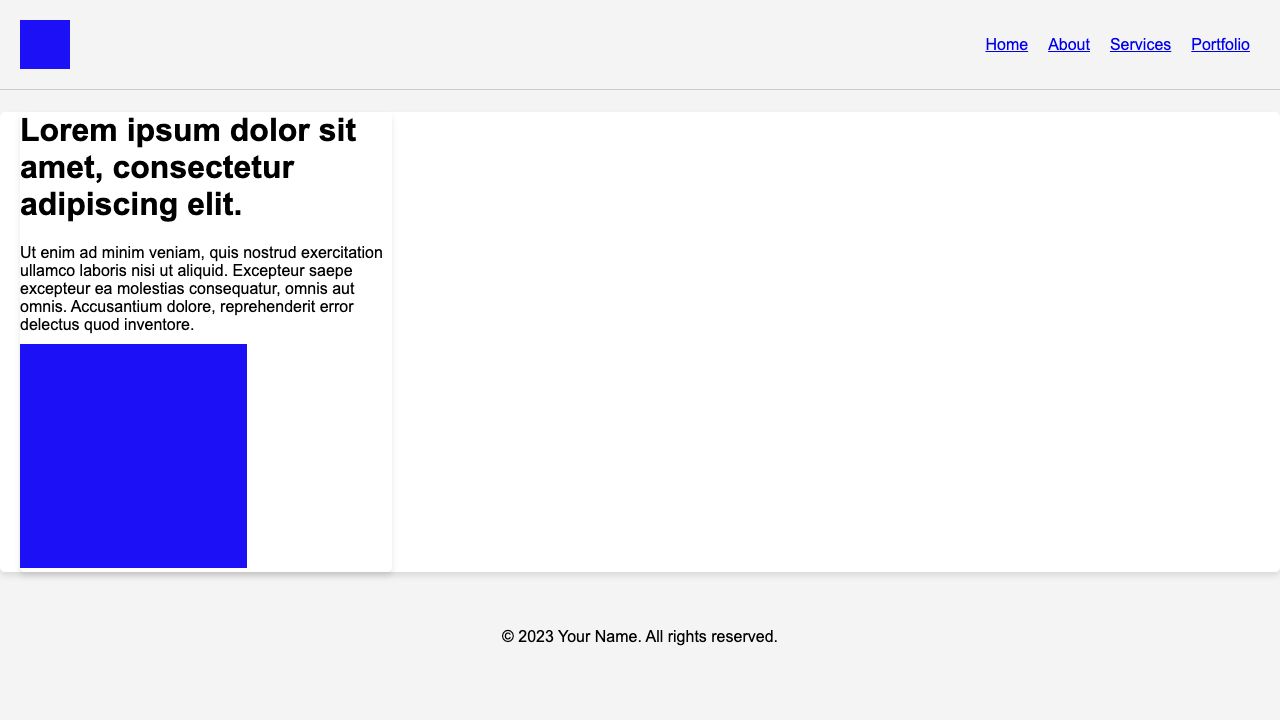 Home About Services Portfolio
Lorem ipsum dolor sit
amet, consectetur
adipiscing elit.
Ut enim ad minim veniam, quis nostrud exercitation
ullamco laboris nisi ut aliquid. Excepteur saepe
excepteur ea molestias consequatur, omnis aut
omnis. Accusantium dolore, reprehenderit error
delectus quod inventore.
© 2023 Your Name. All rights reserved.